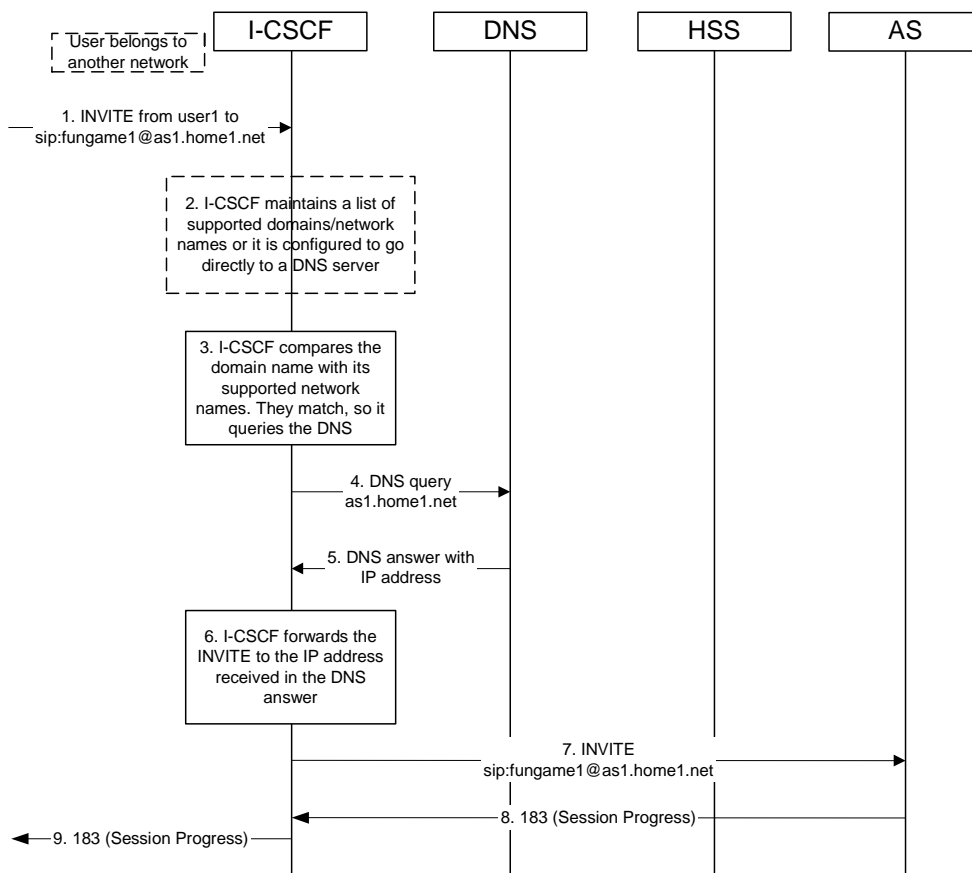 I-CSCF
DNS
HSS
AS
User belongs to
another network
1. INVITE from user1 to
sip:fungame1@as1.home1.net
2. I-CSCF maintains a list of
supported domains/network
names or it is configured to go
directly to a DNS server
3. I-CSCF compares the
domain name with its
supported network
names. They match, so it
queries the DNS
4. DNS query
as1.home1.net
5. DNS answer with
IP address
6. I-CSCF forwards the
INVITE to the IP address
received in the DNS
answer
7. INVITE
sip:fungame1@as1.home1.net
8. 183 (Session Progress)
9. 183 (Session Progress)